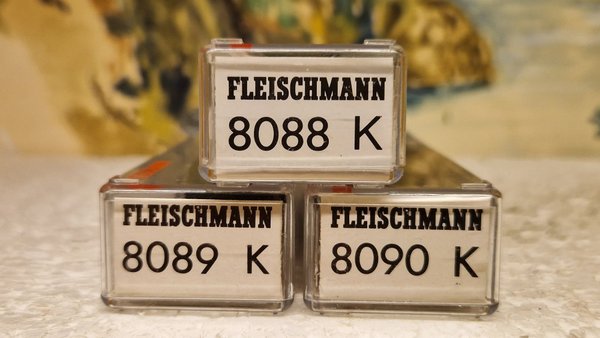 FLEISCHMANN
8088 K
FLEISCHMANN
8089 K
FLEISCHMANN
8090 K